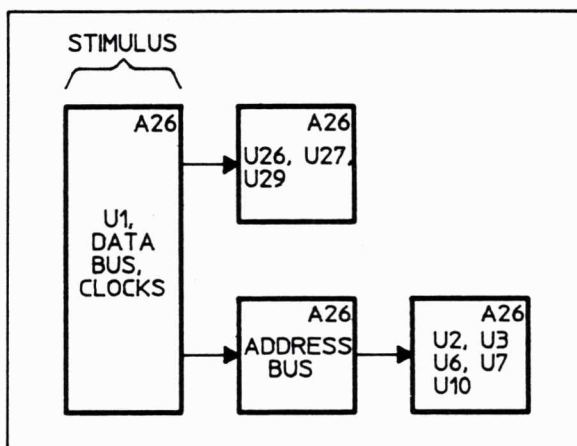 STIMULUS
A26
U1,
DATA
BUS,
CLOCKS
A26
U26, U27,
U29
A26
ADDRESS
BUS
A26
U2, U3
U6, U7
U10